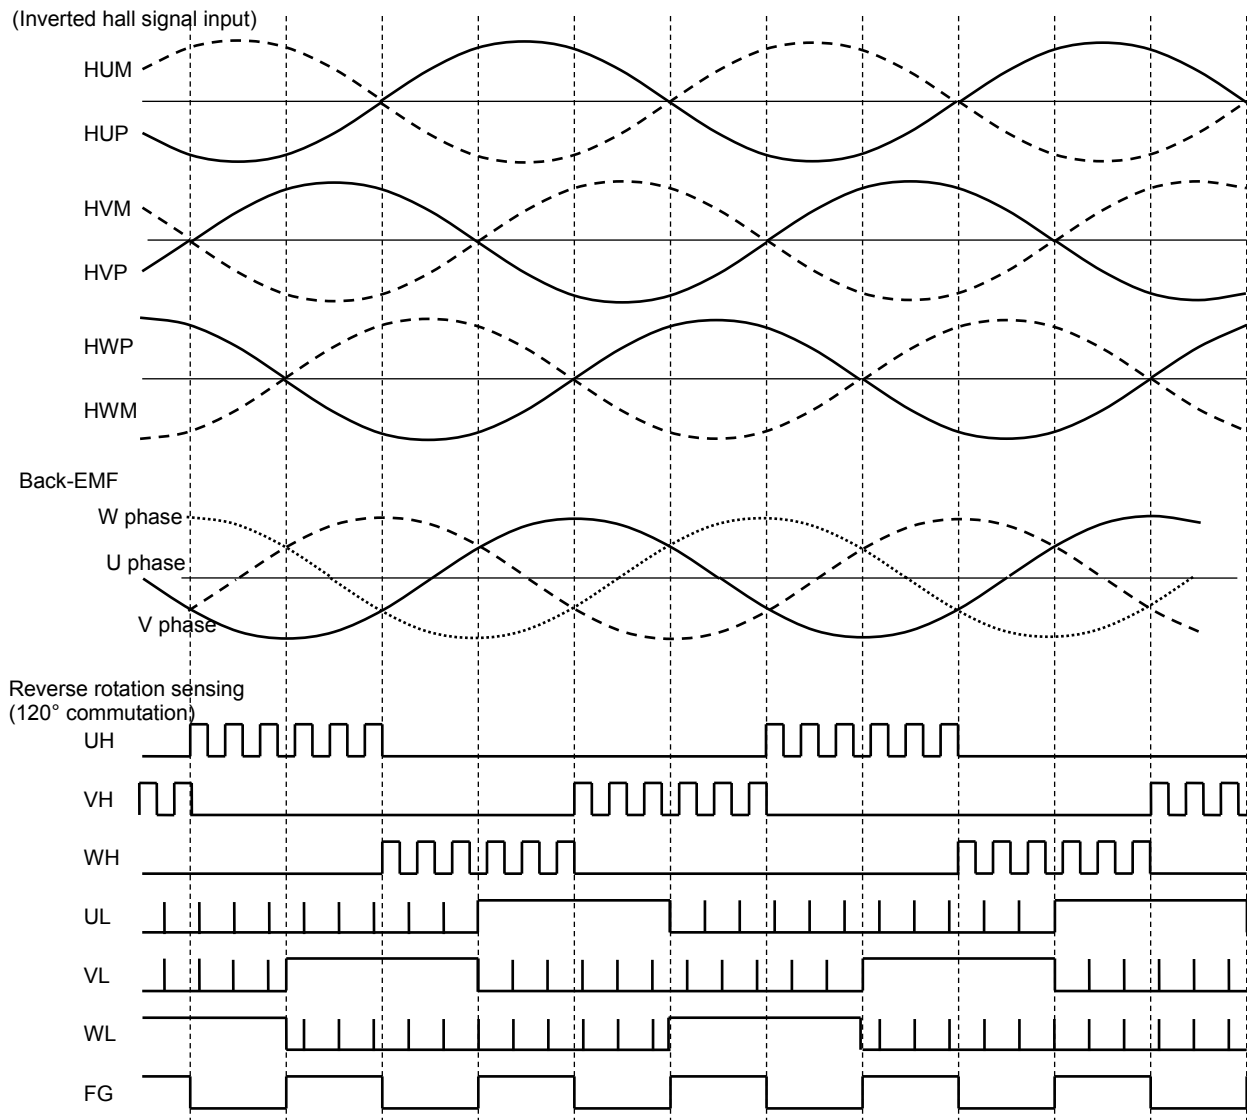 (Inverted hall signal input)
HUM
HUP
HVM
HVP
HWP
HWM
Back-EMF
W phase
U phase
V phase
Reverse rotation sensing
(120° commutation)
UH
VH
WH
UL
VL
WL
FG